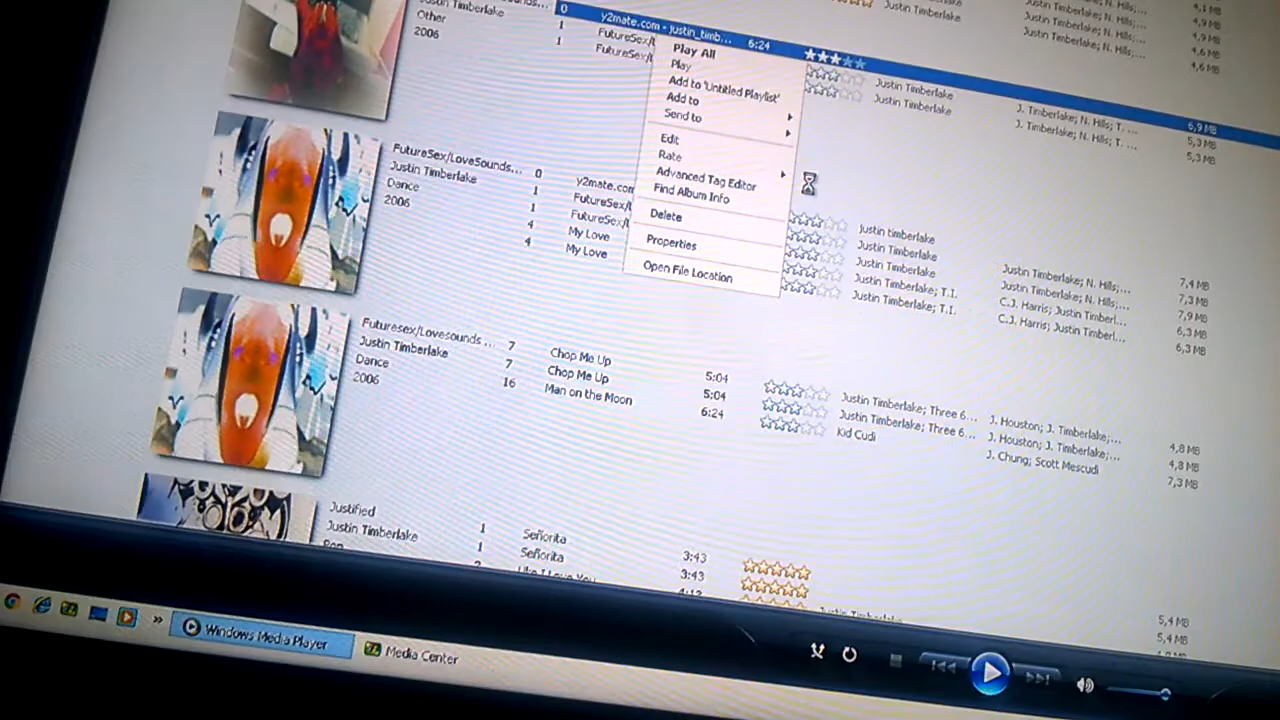 Justin Timberlake
Other
2006
0 y2mate.com - justin_timb... 6:24
1 FutureSex/L
1 FutureSex/L
Justin Timberlake
Justin Timberlake
Justin Timberlake
J. Timberlake; N. Hills; T. ...
J. Timberlake; N. Hills; T. ...
Justin Timberlake; N. Hills;...
Justin Timberlake; N. Hills;...
4,9 MB
4,6 MB
4,6 MB
6,9 MB
5,3 MB
5,3 MB
Play All
Play
Add to 'Untitled Playlist'
Add to
Send to
Edit
Rate
Advanced Tag Editor
Find Album Info
Delete
Properties
Open File Location
FutureSex/LoveSounds...
Justin Timberlake
Dance
2006
0 y2mate.com
1 FutureSex/L
1 FutureSex/L
4 My Love
4 My Love
Justin timberlake
Justin Timberlake
Justin Timberlake
Justin Timberlake; T.I.
Justin Timberlake; T.I.
Justin Timberlake; N. Hills;...
Justin Timberlake; N. Hills;...
C.J. Harris; Justin Timberl...
C.J. Harris; Justin Timberl...
7,4 MB
7,3 MB
7,9 MB
6,3 MB
6,3 MB
Futuresex/Lovesounds ...
Justin Timberlake
Dance
2006
7 Chop Me Up 5:04
7 Chop Me Up 5:04
16 Man on the Moon 6:24
Justin Timberlake; Three 6...
Justin Timberlake; Three 6...
Kid Cudi
J. Houston; J. Timberlake;...
J. Houston; J. Timberlake;...
J. Chung; Scott Mescudi
4,8 MB
4,8 MB
7,3 MB
Justified
Justin Timberlake
Pop
1 Señorita 3:43
1 Señorita 3:43
Like I Love You
5,4 MB
5,4 MB
Windows Media Player
Media Center